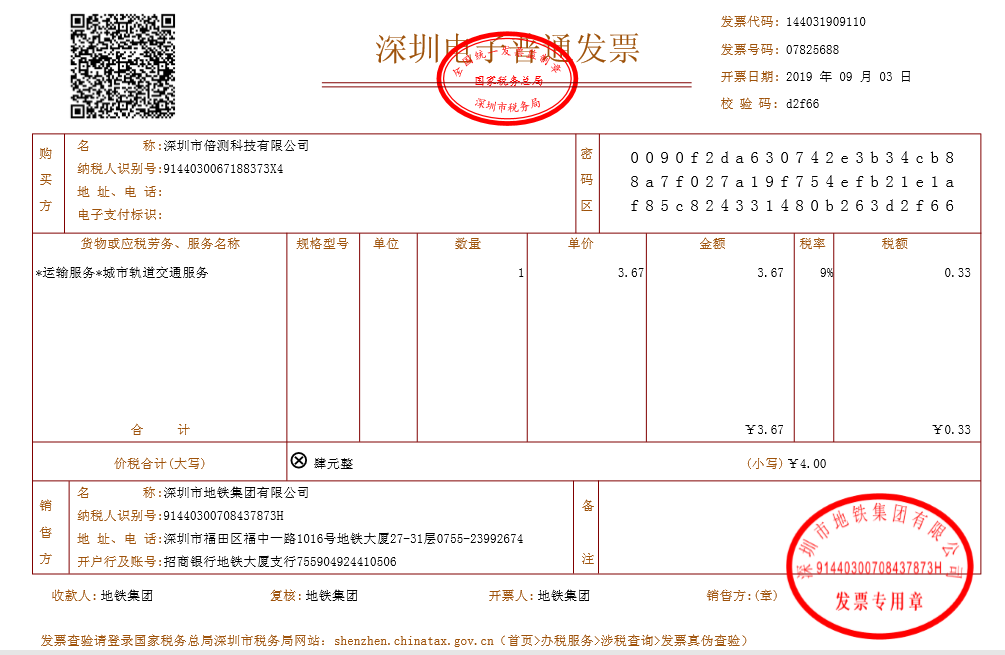 深圳电子普通发票
全国统一发票监制章
国家税务总局
深圳市税务局
发票代码: 144031909110
发票号码: 07825688
开票日期: 2019 年 09 月 03 日
校 验 码: d2f66
购买方
名 称:深圳市倍测科技有限公司
纳税人识别号:9144030067188373X4
地 址、电 话:
电子支付标识:
密码区
0090f2da630742e3b34cb8
8a7f027a19f754efb21e1a
f85c824331480b263d2f66
货物或应税劳务、服务名称 规格型号 单位 数量 单价 金额 税率 税额
*运输服务*城市轨道交通服务 1 3.67 3.67 9% 0.33
合 计 ¥3.67 ¥0.33
价税合计(大写) ⊗ 肆元整 (小写)¥4.00
销售方
名 称:深圳市地铁集团有限公司
纳税人识别号:91440300708437873H
地 址、电 话:深圳市福田区福中一路1016号地铁大厦27-31层0755-23992674
开户行及账号:招商银行地铁大厦支行755904924410506
备注
收款人:地铁集团 复核:地铁集团 开票人:地铁集团 销售方:(章)
深圳市地铁集团有限公司
91440300708437873H
发票专用章
发票查验请登录国家税务总局深圳市税务局网站: shenzhen.chinatax.gov.cn(首页>办税服务>涉税查询>发票真伪查验)